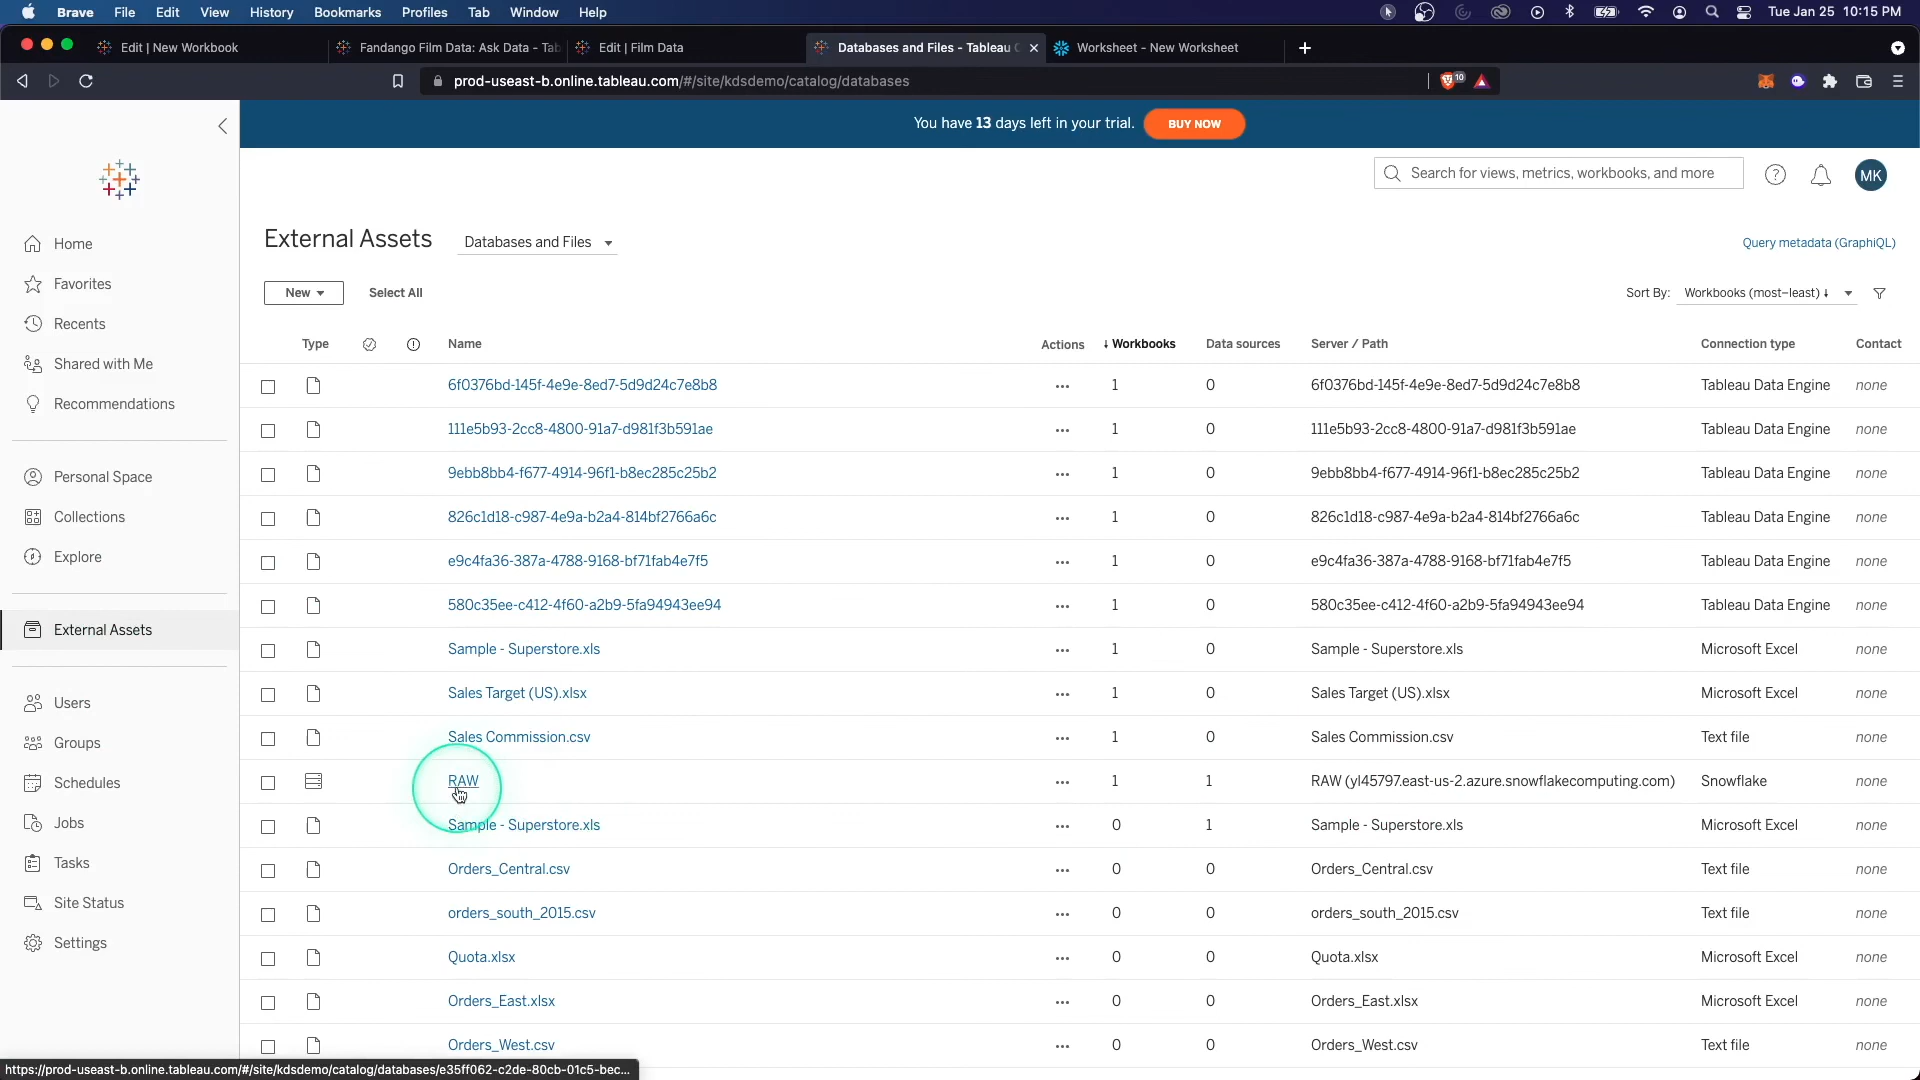 Brave File Edit View History Bookmarks Profiles Tab Window Help Tue Jan 25 10:15 PM
Edit | New Workbook
Fandango Film Data: Ask Data - Tab
Edit | Film Data
Databases and Files - Tableau
Worksheet - New Worksheet
prod-useast-b.online.tableau.com/#/site/kdsdemo/catalog/databases
10
You have 13 days left in your trial. BUY NOW
Search for views, metrics, workbooks, and more
MK
Home
Favorites
Recents
Shared with Me
Recommendations
Personal Space
Collections
Explore
External Assets
Users
Groups
Schedules
Jobs
Tasks
Site Status
Settings
External Assets Databases and Files Query metadata (GraphiQL)
New Select All Sort By: Workbooks (most–least) ↓
Type Name Actions ↓ Workbooks Data sources Server / Path Connection type Contact
6f0376bd-145f-4e9e-8ed7-5d9d24c7e8b8 1 0 6f0376bd-145f-4e9e-8ed7-5d9d24c7e8b8 Tableau Data Engine none
111e5b93-2cc8-4800-91a7-d981f3b591ae 1 0 111e5b93-2cc8-4800-91a7-d981f3b591ae Tableau Data Engine none
9ebb8bb4-f677-4914-96f1-b8ec285c25b2 1 0 9ebb8bb4-f677-4914-96f1-b8ec285c25b2 Tableau Data Engine none
826c1d18-c987-4e9a-b2a4-814bf2766a6c 1 0 826c1d18-c987-4e9a-b2a4-814bf2766a6c Tableau Data Engine none
e9c4fa36-387a-4788-9168-bf71fab4e7f5 1 0 e9c4fa36-387a-4788-9168-bf71fab4e7f5 Tableau Data Engine none
580c35ee-c412-4f60-a2b9-5fa94943ee94 1 0 580c35ee-c412-4f60-a2b9-5fa94943ee94 Tableau Data Engine none
Sample - Superstore.xls 1 0 Sample - Superstore.xls Microsoft Excel none
Sales Target (US).xlsx 1 0 Sales Target (US).xlsx Microsoft Excel none
Sales Commission.csv 1 0 Sales Commission.csv Text file none
RAW 1 1 RAW (yl45797.east-us-2.azure.snowflakecomputing.com) Snowflake none
Sample - Superstore.xls 0 1 Sample - Superstore.xls Microsoft Excel none
Orders_Central.csv 0 0 Orders_Central.csv Text file none
orders_south_2015.csv 0 0 orders_south_2015.csv Text file none
Quota.xlsx 0 0 Quota.xlsx Microsoft Excel none
Orders_East.xlsx 0 0 Orders_East.xlsx Microsoft Excel none
Orders_West.csv 0 0 Orders_West.csv Text file none
https://prod-useast-b.online.tableau.com/#/site/kdsdemo/catalog/databases/e35ff062-c2de-80cb-01c5-bec...